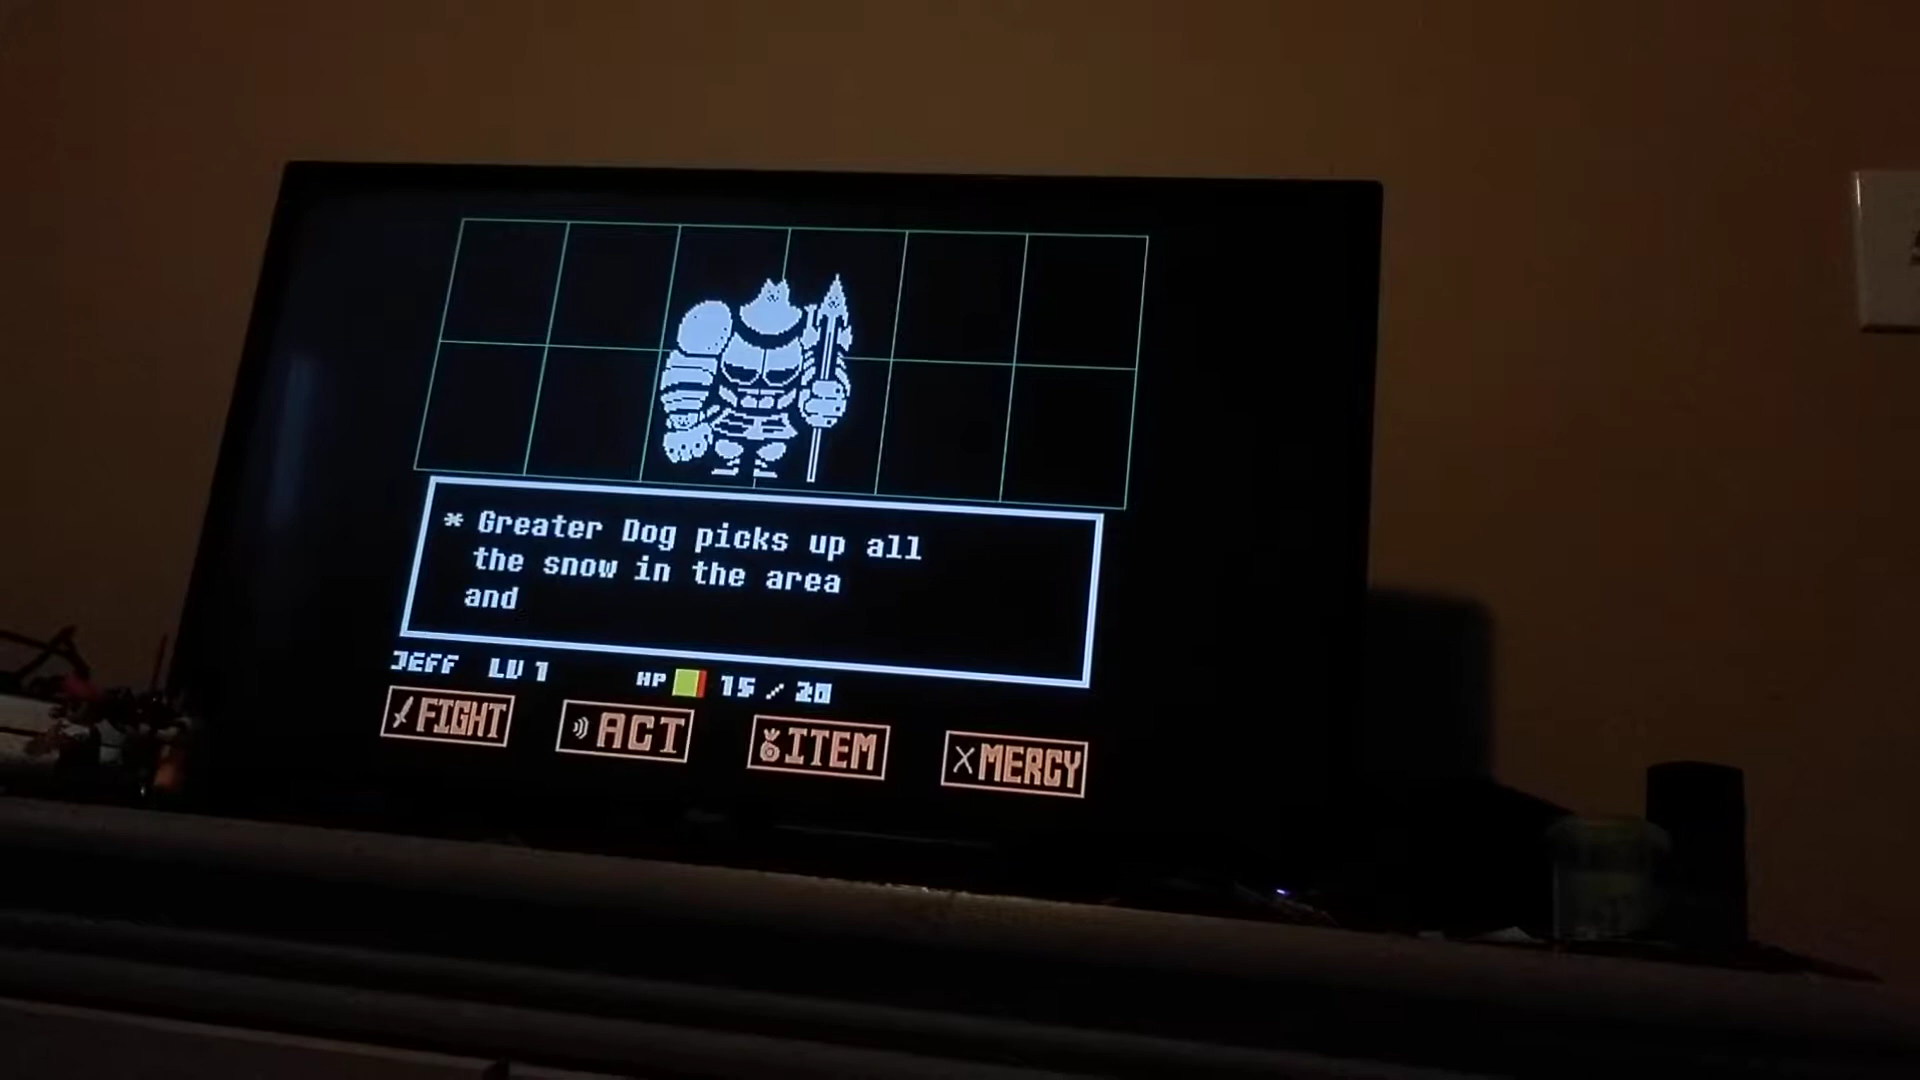 * Greater Dog picks up all
the snow in the area
and
JEFF LV 1 HP 15 / 20
FIGHT ACT ITEM MERCY